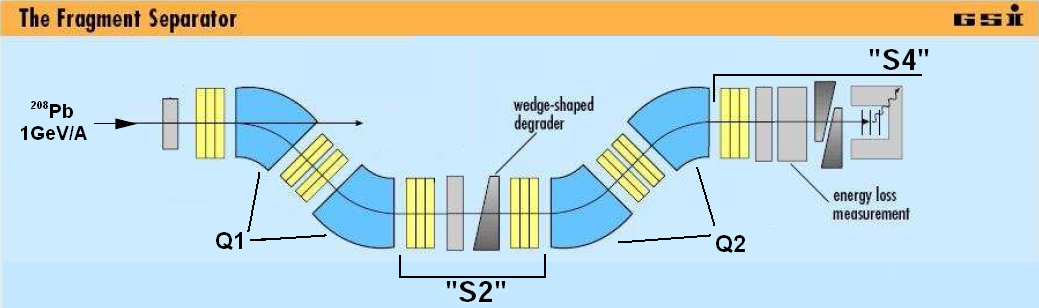 The Fragment Separator
GSI
"S4"
²⁰⁸Pb
1GeV/A
wedge-shaped
degrader
energy loss
measurement
Q1
Q2
"S2"